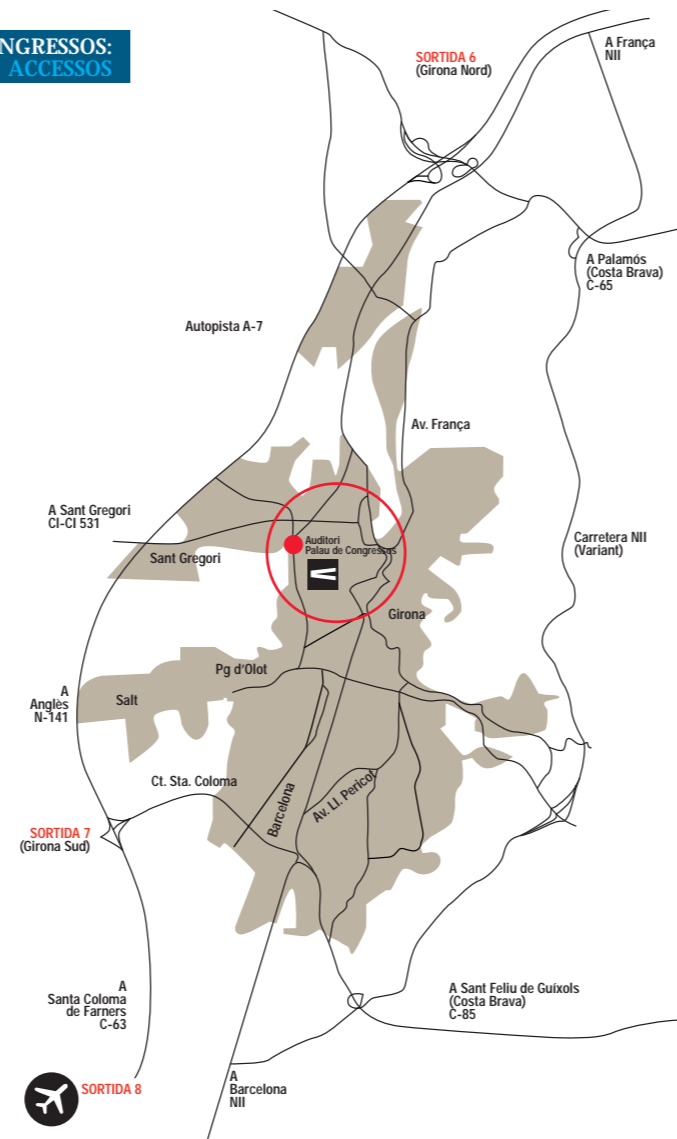 NGRESSOS:
ACCESSOS
A França
NII
SORTIDA 6
(Girona Nord)
A Palamós
(Costa Brava)
C-65
Autopista A-7
Av. França
A Sant Gregori
CI-CI 531
Sant Gregori
Auditori
Palau de Congressos
Carretera NII
(Variant)
Girona
Pg d'Olot
A
Anglès
N-141
Salt
Ct. Sta. Coloma
Barcelona
Av. Ll. Pericot
SORTIDA 7
(Girona Sud)
A
Santa Coloma
de Farners
C-63
A Sant Feliu de Guíxols
(Costa Brava)
C-85
SORTIDA 8
A
Barcelona
NII